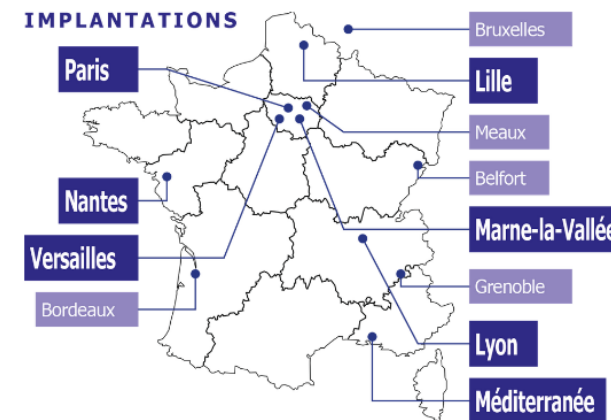 IMPLANTATIONS
Bruxelles
Paris
Lille
Meaux
Belfort
Nantes
Marne-la-Vallée
Versailles
Grenoble
Bordeaux
Lyon
Méditerranée